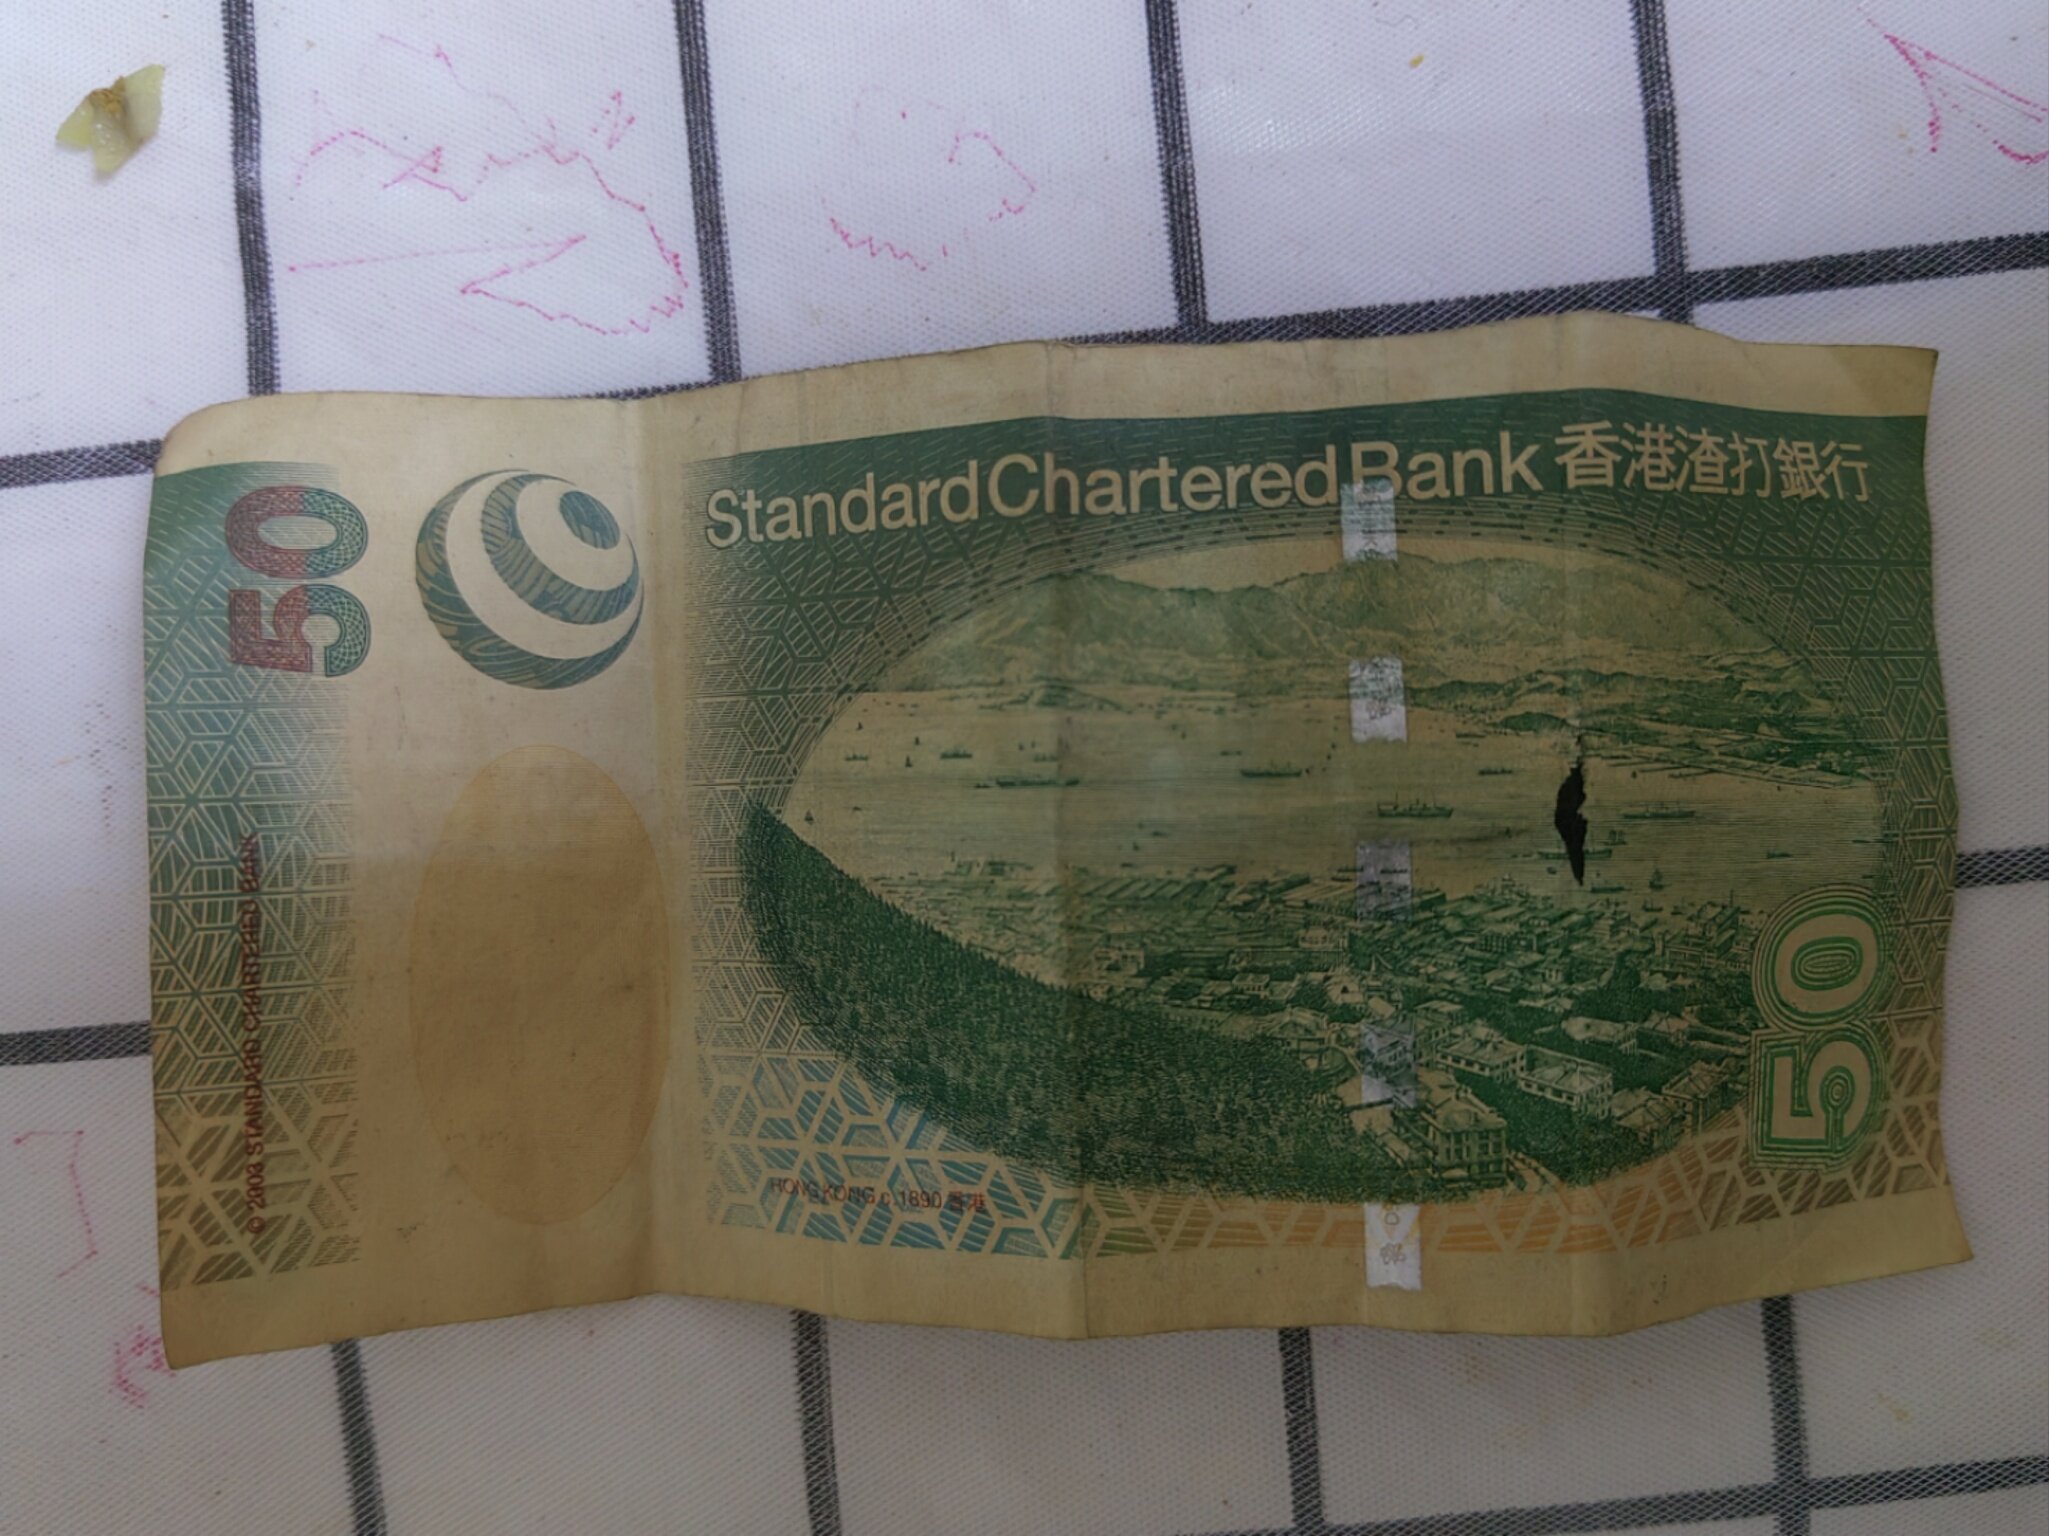 Standard Chartered Bank 香港渣打銀行
50
© 2003 STANDARD CHARTERED BANK
HONG KONG c. 1890 香港
50